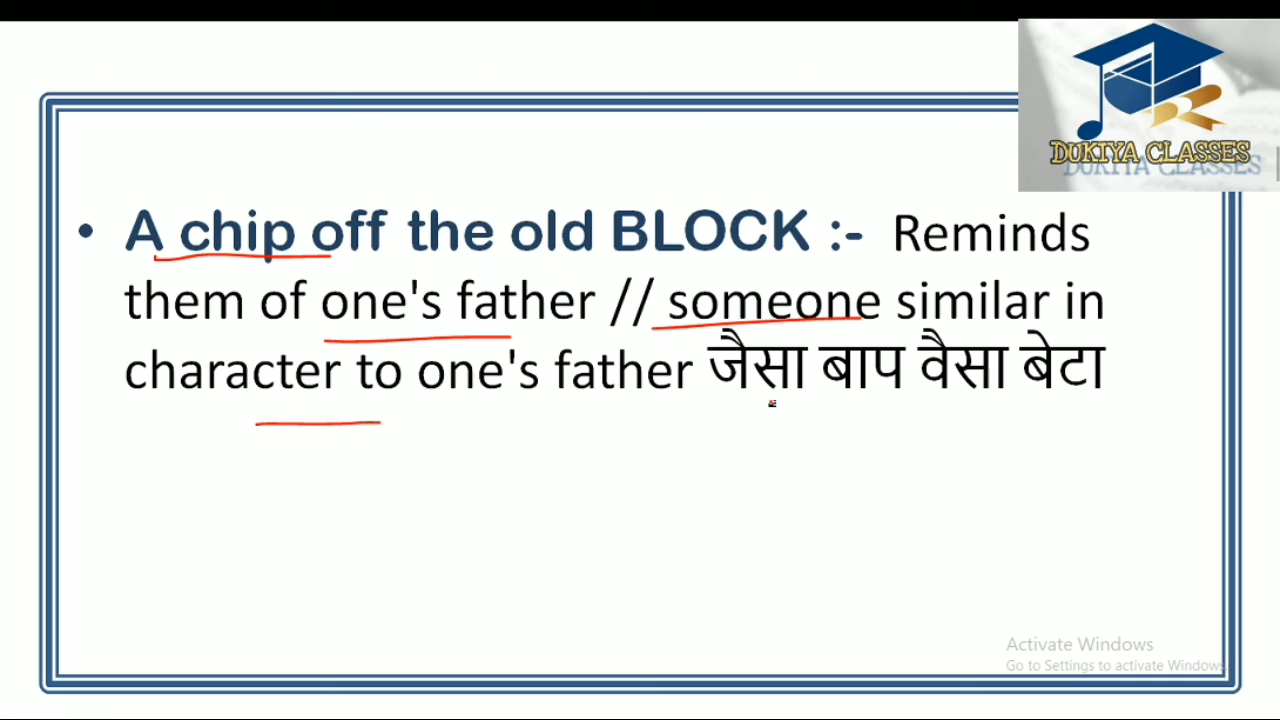 DUKIYA CLASSES
• A chip off the old BLOCK :- Reminds
them of one's father // someone similar in
character to one's father जैसा बाप वैसा बेटा
Activate Windows
Go to Settings to activate Windows.